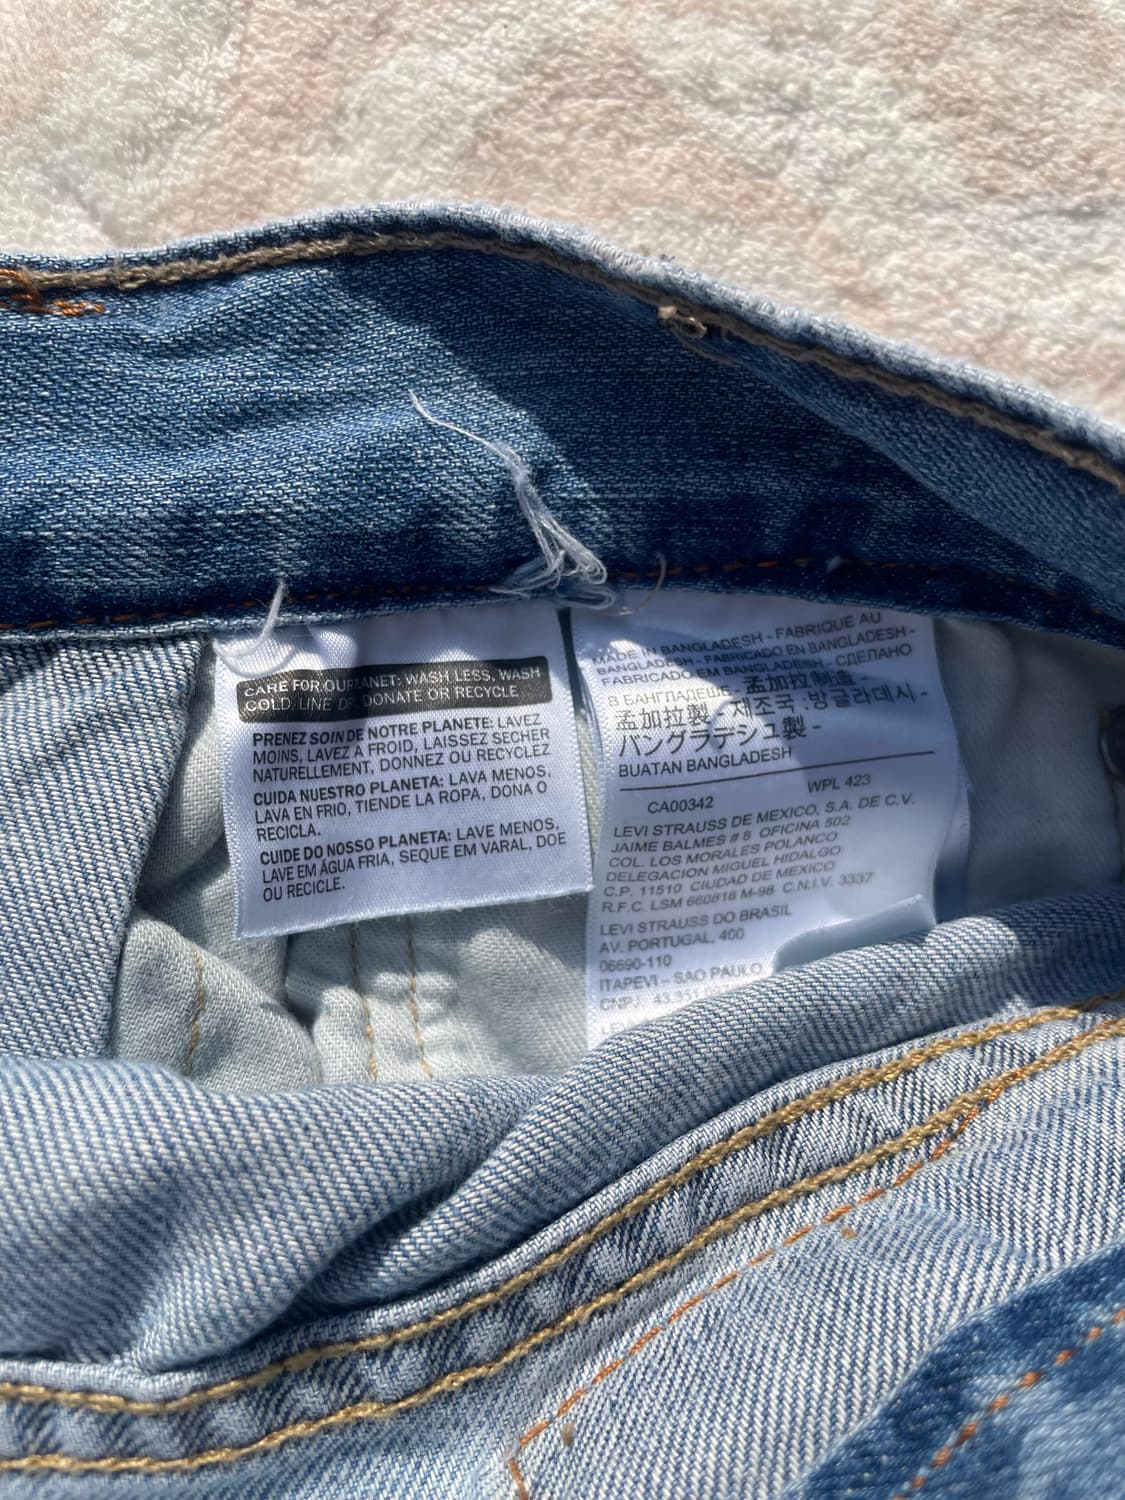 CARE FOR OUR PLANET: WASH LESS, WASH
COLD, LINE DRY, DONATE OR RECYCLE
PRENEZ SOIN DE NOTRE PLANETE: LAVEZ
MOINS, LAVEZ A FROID, LAISSEZ SECHER
NATURELLEMENT, DONNEZ OU RECYCLEZ
CUIDA NUESTRO PLANETA: LAVA MENOS,
LAVA EN FRIO, TIENDE LA ROPA, DONA O
RECICLA.
CUIDE DO NOSSO PLANETA: LAVE MENOS,
LAVE EM ÁGUA FRIA, SEQUE EM VARAL, DOE
OU RECICLE.
MADE IN BANGLADESH - FABRIQUE AU
BANGLADESH - FABRICADO EN BANGLADESH -
FABRICADO EM BANGLADESH - СДЕЛАНО
В БАНГЛАДЕШЕ - 孟加拉制造 -
孟加拉製 - 제조국 :방글라데시 -
バングラデシュ製 -
BUATAN BANGLADESH
CA00342 WPL 423
LEVI STRAUSS DE MEXICO, S.A. DE C.V.
JAIME BALMES # 8 OFICINA 502
COL. LOS MORALES POLANCO
DELEGACION MIGUEL HIDALGO
C.P. 11510 CIUDAD DE MEXICO
R.F.C. LSM 660818 M-98 C.N.I.V. 3337
LEVI STRAUSS DO BRASIL
AV. PORTUGAL, 400
06690-110
ITAPEVI – SAO PAULO
CNPJ